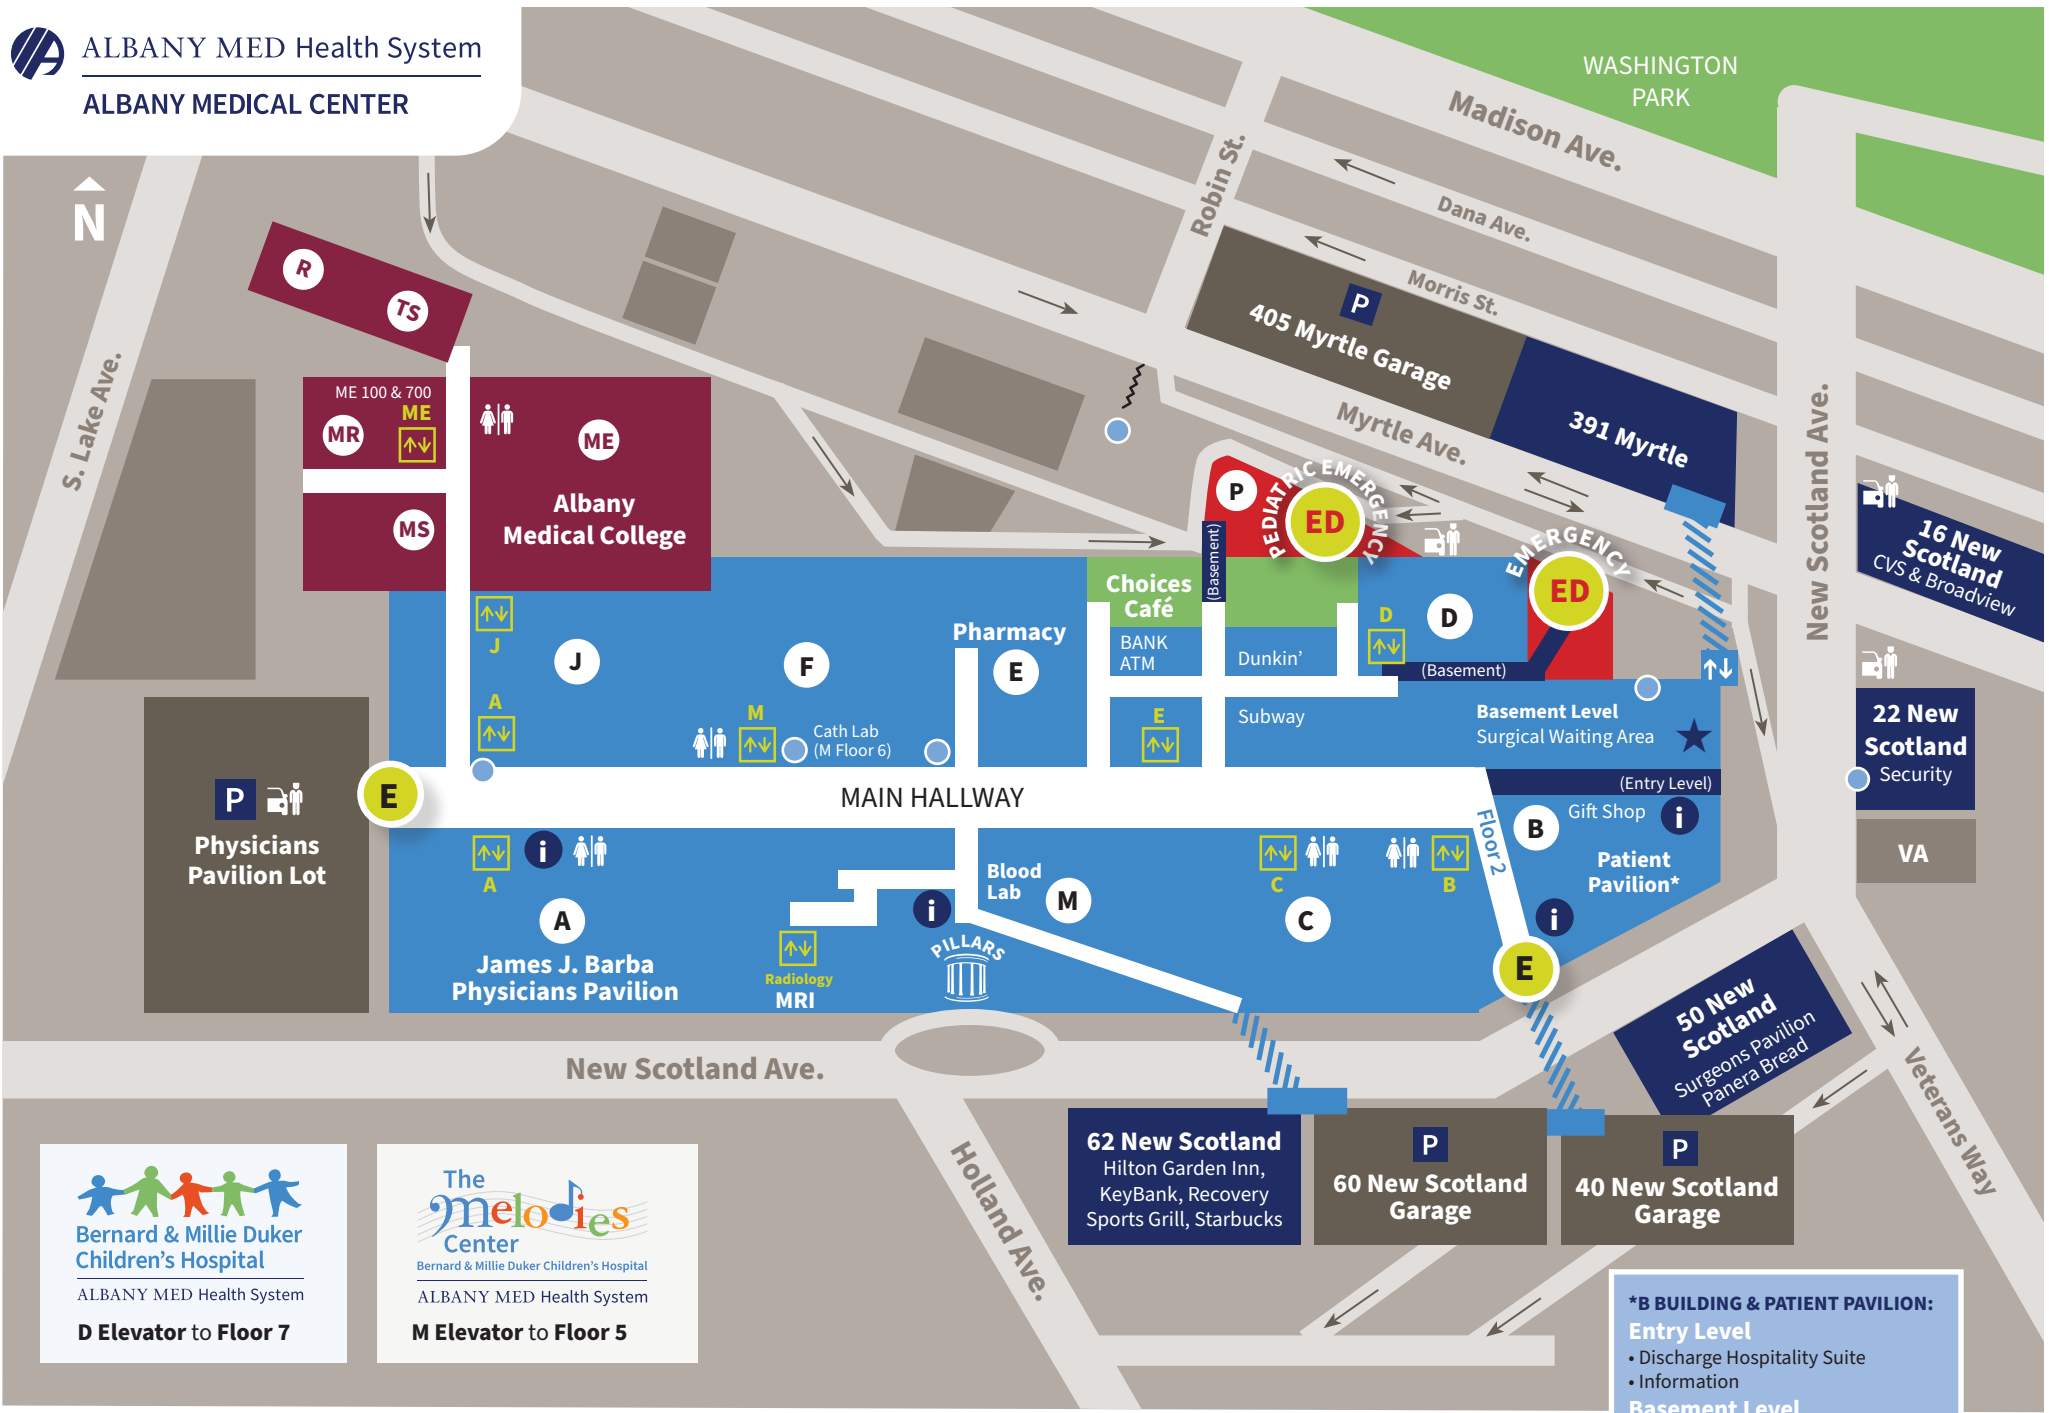 ALBANY MED Health System
ALBANY MEDICAL CENTER
N
WASHINGTON
PARK
Madison Ave.
Dana Ave.
Morris St.
Robin St.
Myrtle Ave.
New Scotland Ave.
S. Lake Ave.
R
TS
ME 100 & 700
ME
MR
MS
ME
Albany
Medical College
P
405 Myrtle Garage
391 Myrtle
16 New
Scotland
CVS & Broadview
P
PEDIATRIC EMERGENCY
ED
EMERGENCY
ED
(Basement)
Choices
Café
BANK
ATM
Dunkin’
Subway
D
D
(Basement)
J
J
F
Pharmacy
E
A
M
Cath Lab
(M Floor 6)
E
Basement Level
Surgical Waiting Area
22 New
Scotland
Security
VA
P
Physicians
Pavilion Lot
E
MAIN HALLWAY
(Entry Level)
Gift Shop
i
B
Floor 2
Patient
Pavilion*
i
E
A
i
A
James J. Barba
Physicians Pavilion
Radiology
MRI
i
Blood
Lab
M
PILLARS
C
C
B
50 New
Scotland
Surgeons Pavilion
Panera Bread
New Scotland Ave.
Holland Ave.
Veterans Way
62 New Scotland
Hilton Garden Inn,
KeyBank, Recovery
Sports Grill, Starbucks
P
60 New Scotland
Garage
P
40 New Scotland
Garage
Bernard & Millie Duker
Children’s Hospital
ALBANY MED Health System
D Elevator to Floor 7
The
melodies
Center
Bernard & Millie Duker Children’s Hospital
ALBANY MED Health System
M Elevator to Floor 5
*B BUILDING & PATIENT PAVILION:
Entry Level
• Discharge Hospitality Suite
• Information
Basement Level